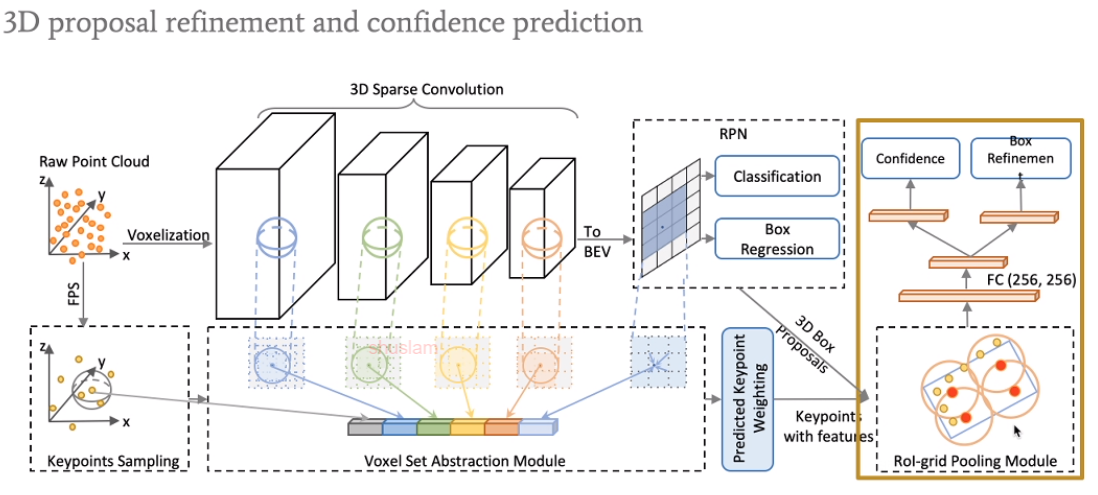 3D proposal refinement and confidence prediction
3D Sparse Convolution
Raw Point Cloud
z
y
x
Voxelization
FPS
To
BEV
RPN
Classification
Box
Regression
Confidence
Box
Refinemen
t
FC (256, 256)
3D Box
Proposals
z
y
x
Keypoints Sampling
Voxel Set Abstraction Module
Predicted Keypoint
Weighting
Keypoints
with features
RoI-grid Pooling Module